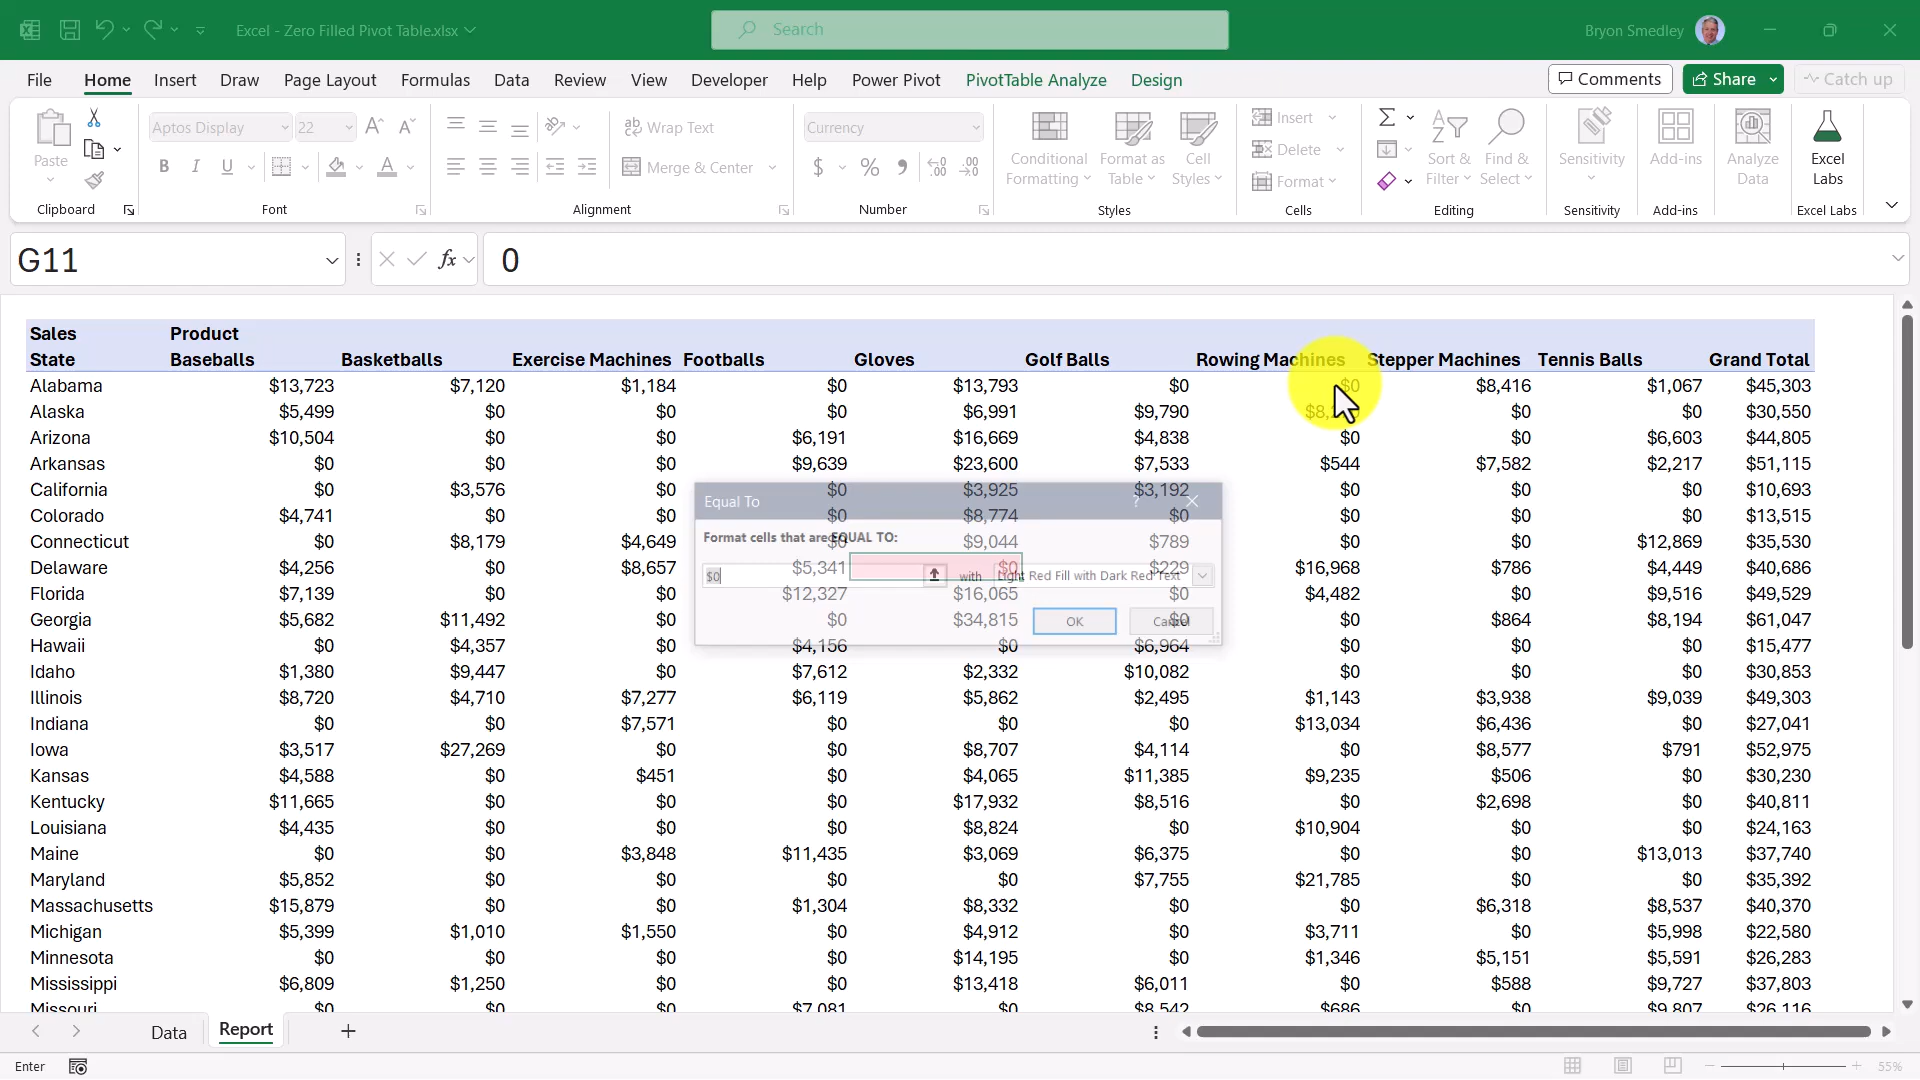 Excel - Zero Filled Pivot Table.xlsx
Search
Bryon Smedley
File Home Insert Draw Page Layout Formulas Data Review View Developer Help Power Pivot PivotTable Analyze Design
Comments Share Catch up
Paste
Clipboard
Aptos Display 22
B I U A
Font
Wrap Text
Merge & Center
Alignment
Currency
$ % ,
Number
Conditional Formatting
Format as Table
Cell Styles
Styles
Insert
Delete
Format
Cells
Sort & Filter
Find & Select
Editing
Sensitivity
Sensitivity
Add-ins
Add-ins
Analyze Data
Excel Labs
Excel Labs
G11 fx 0
Sales Product
State Baseballs Basketballs Exercise Machines Footballs Gloves Golf Balls Rowing Machines Stepper Machines Tennis Balls Grand Total
Alabama $13,723 $7,120 $1,184 $0 $13,793 $0 $0 $8,416 $1,067 $45,303
Alaska $5,499 $0 $0 $0 $6,991 $9,790 $0 $0 $30,550
Arizona $10,504 $0 $0 $6,191 $16,669 $4,838 $0 $0 $6,603 $44,805
Arkansas $0 $0 $0 $9,639 $23,600 $7,533 $544 $7,582 $2,217 $51,115
California $0 $3,576 $0 $0 $3,925 $3,192 $0 $0 $0 $10,693
Colorado $4,741 $0 $0 $0 $8,774 $0 $0 $0 $0 $13,515
Connecticut $0 $8,179 $4,649 $0 $9,044 $789 $0 $0 $12,869 $35,530
Delaware $4,256 $0 $8,657 $5,341 $0 $229 $16,968 $786 $4,449 $40,686
Florida $7,139 $0 $0 $12,327 $16,065 $0 $4,482 $0 $9,516 $49,529
Georgia $5,682 $11,492 $0 $0 $34,815 $0 $0 $864 $8,194 $61,047
Hawaii $0 $4,357 $0 $4,156 $0 $6,964 $0 $0 $0 $15,477
Idaho $1,380 $9,447 $0 $7,612 $2,332 $10,082 $0 $0 $0 $30,853
Illinois $8,720 $4,710 $7,277 $6,119 $5,862 $2,495 $1,143 $3,938 $9,039 $49,303
Indiana $0 $0 $7,571 $0 $0 $0 $13,034 $6,436 $0 $27,041
Iowa $3,517 $27,269 $0 $0 $8,707 $4,114 $0 $8,577 $791 $52,975
Kansas $4,588 $0 $451 $0 $4,065 $11,385 $9,235 $506 $0 $30,230
Kentucky $11,665 $0 $0 $0 $17,932 $8,516 $0 $2,698 $0 $40,811
Louisiana $4,435 $0 $0 $0 $8,824 $0 $10,904 $0 $0 $24,163
Maine $0 $0 $3,848 $11,435 $3,069 $6,375 $0 $0 $13,013 $37,740
Maryland $5,852 $0 $0 $0 $0 $7,755 $21,785 $0 $0 $35,392
Massachusetts $15,879 $0 $0 $1,304 $8,332 $0 $0 $6,318 $8,537 $40,370
Michigan $5,399 $1,010 $1,550 $0 $4,912 $0 $3,711 $0 $5,998 $22,580
Minnesota $0 $0 $0 $0 $14,195 $0 $1,346 $5,151 $5,591 $26,283
Mississippi $6,809 $1,250 $0 $0 $13,418 $6,011 $0 $588 $9,727 $37,803
Missouri $0 $0 $0 $7,081 $0 $8,542 $686 $0 $9,807 $26,116
Equal To ?
Format cells that are EQUAL TO:
$0 with Light Red Fill with Dark Red Text
OK Cancel
Data Report
Enter 55%